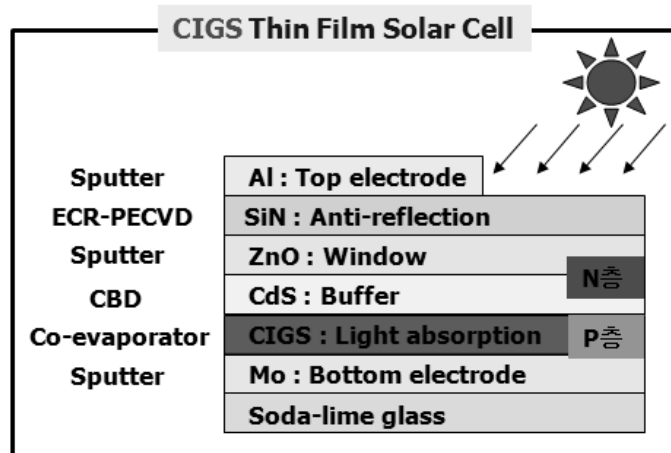 CIGS Thin Film Solar Cell
Sputter Al : Top electrode
ECR-PECVD SiN : Anti-reflection
Sputter ZnO : Window
N층
CBD CdS : Buffer
Co-evaporator CIGS : Light absorption P층
Sputter Mo : Bottom electrode
Soda-lime glass